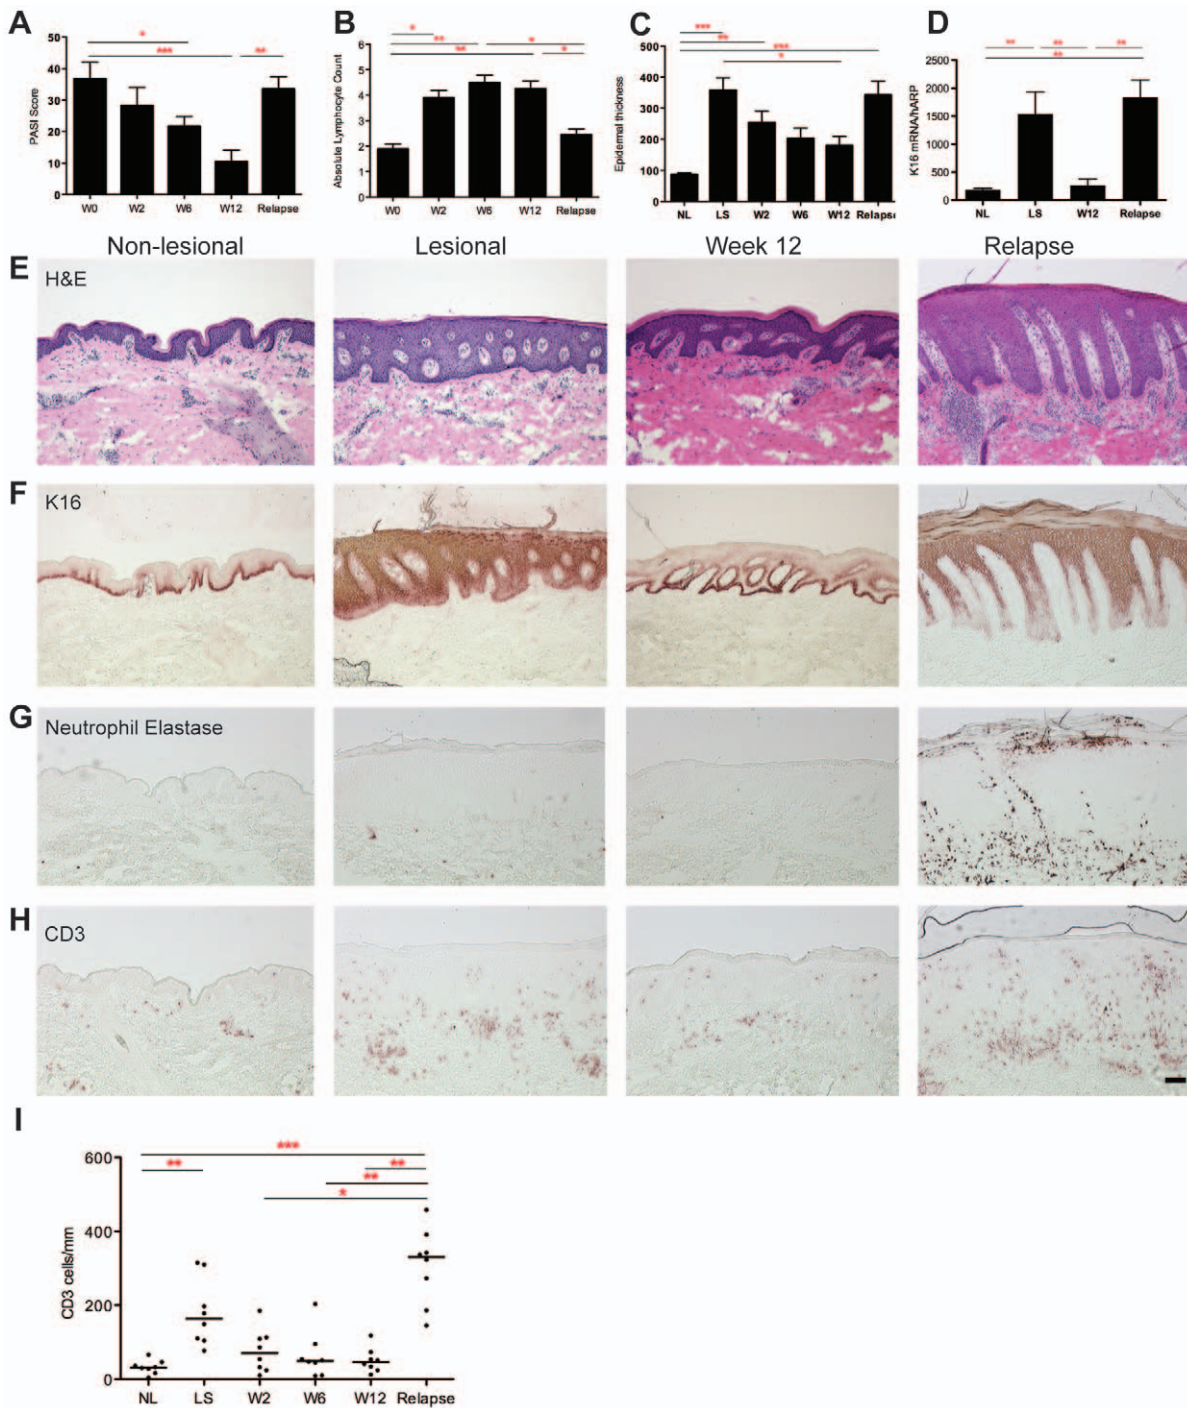 A
B
C
D
*
***
**
PASI Score
50
40
30
20
10
0
W0 W2 W6 W12 Relapse
*
**
*
**
*
Absolute Lymphocyte Count
6
5
4
3
2
1
0
W0 W2 W6 W12 Relapse
***
**
***
*
Epidermal thickness
500
400
300
200
100
0
NL LS W2 W6 W12 Relapse
** ** **
**
K16 mRNA/hARP
2500
2000
1500
1000
500
0
NL LS W12 Relapse
Non-lesional Lesional Week 12 Relapse
E
H&E
F
K16
G
Neutrophil Elastase
H
CD3
I
***
**
**
**
*
CD3 cells/mm
600
400
200
0
NL LS W2 W6 W12 Relapse